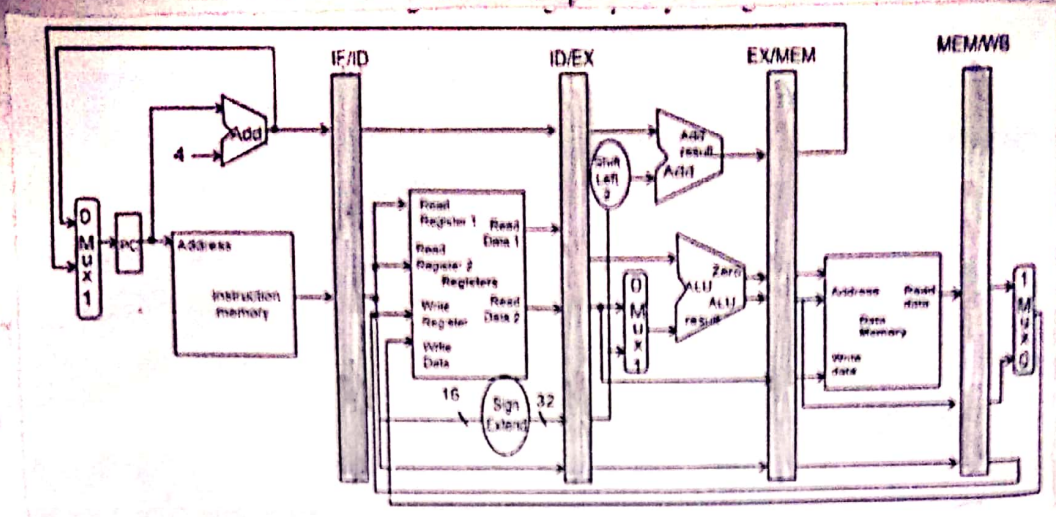 IF/ID
ID/EX
EX/MEM
MEM/WB
Add
4
Shift
Left
2
Add
result
Add
0
Mux
1
PC
Address
Instruction
memory
Read
Register 1
Read
Data 1
Read
Register 2
Registers
Write
Register
Read
Data 2
Write
Data
16
Sign
Extend
32
0
Mux
1
Zero
ALU
ALU
result
Address
Read
data
Data
Memory
Write
data
1
Mux
0